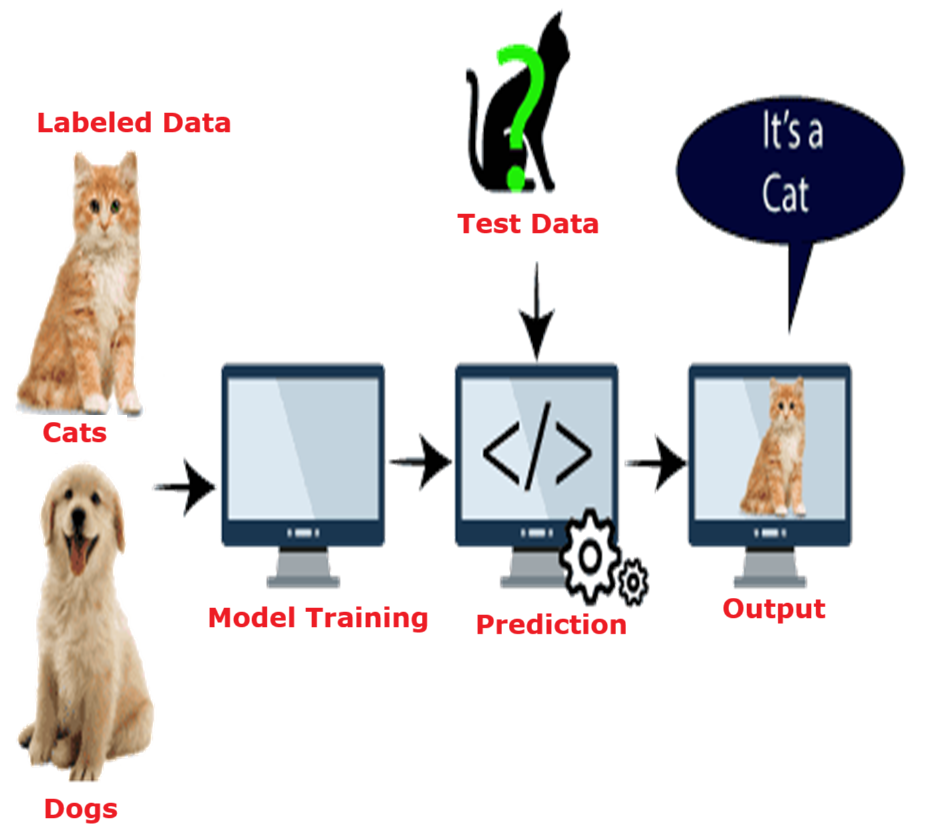 Labeled Data
Cats
Dogs
Model Training
?
Test Data
</>
Prediction
It's a
Cat
Output